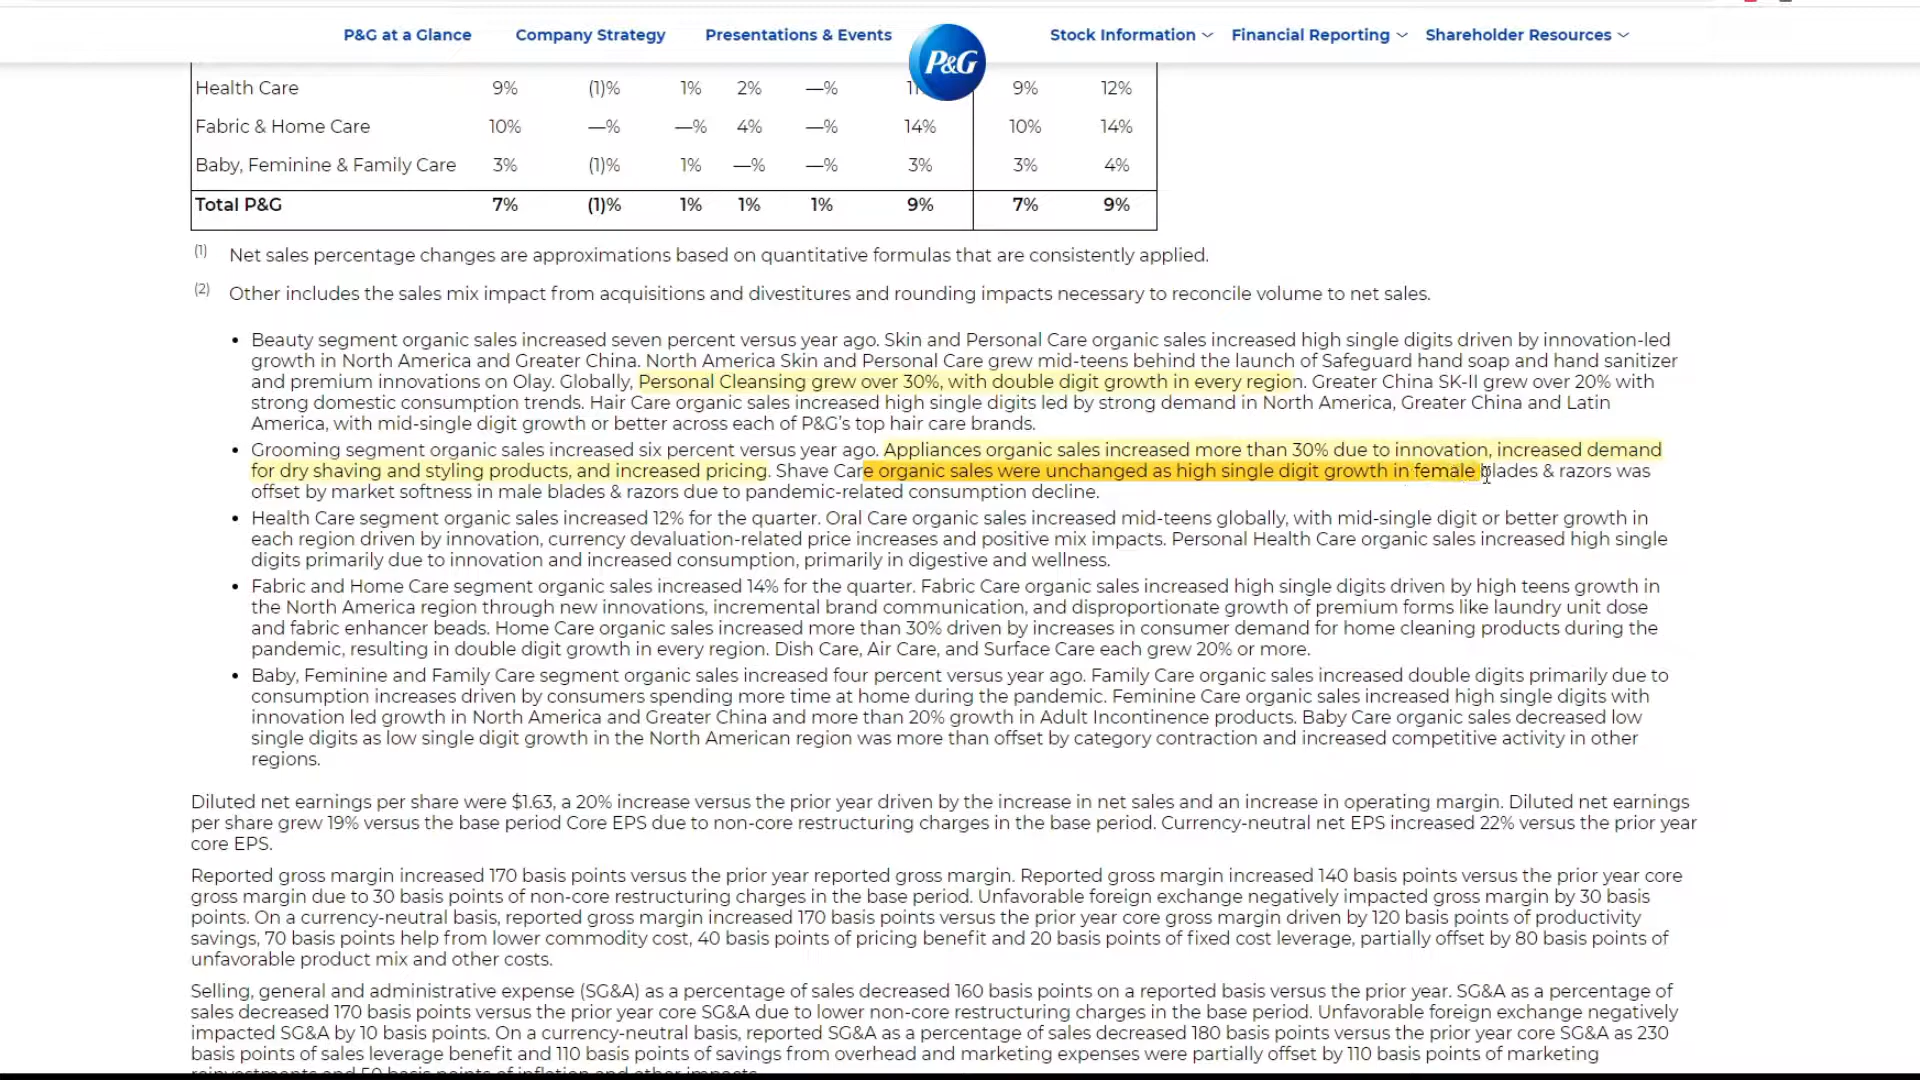 P&G at a Glance Company Strategy Presentations & Events P&G Stock Information Financial Reporting Shareholder Resources
Health Care 9% (1)% 1% 2% —% 9% 12%
Fabric & Home Care 10% —% —% 4% —% 14% 10% 14%
Baby, Feminine & Family Care 3% (1)% 1% —% —% 3% 3% 4%
Total P&G 7% (1)% 1% 1% 1% 9% 7% 9%
(1) Net sales percentage changes are approximations based on quantitative formulas that are consistently applied.
(2) Other includes the sales mix impact from acquisitions and divestitures and rounding impacts necessary to reconcile volume to net sales.
• Beauty segment organic sales increased seven percent versus year ago. Skin and Personal Care organic sales increased high single digits driven by innovation-led
growth in North America and Greater China. North America Skin and Personal Care grew mid-teens behind the launch of Safeguard hand soap and hand sanitizer
and premium innovations on Olay. Globally, Personal Cleansing grew over 30%, with double digit growth in every region. Greater China SK-II grew over 20% with
strong domestic consumption trends. Hair Care organic sales increased high single digits led by strong demand in North America, Greater China and Latin
America, with mid-single digit growth or better across each of P&G's top hair care brands.
• Grooming segment organic sales increased six percent versus year ago. Appliances organic sales increased more than 30% due to innovation, increased demand
for dry shaving and styling products, and increased pricing. Shave Care organic sales were unchanged as high single digit growth in female blades & razors was
offset by market softness in male blades & razors due to pandemic-related consumption decline.
• Health Care segment organic sales increased 12% for the quarter. Oral Care organic sales increased mid-teens globally, with mid-single digit or better growth in
each region driven by innovation, currency devaluation-related price increases and positive mix impacts. Personal Health Care organic sales increased high single
digits primarily due to innovation and increased consumption, primarily in digestive and wellness.
• Fabric and Home Care segment organic sales increased 14% for the quarter. Fabric Care organic sales increased high single digits driven by high teens growth in
the North America region through new innovations, incremental brand communication, and disproportionate growth of premium forms like laundry unit dose
and fabric enhancer beads. Home Care organic sales increased more than 30% driven by increases in consumer demand for home cleaning products during the
pandemic, resulting in double digit growth in every region. Dish Care, Air Care, and Surface Care each grew 20% or more.
• Baby, Feminine and Family Care segment organic sales increased four percent versus year ago. Family Care organic sales increased double digits primarily due to
consumption increases driven by consumers spending more time at home during the pandemic. Feminine Care organic sales increased high single digits with
innovation led growth in North America and Greater China and more than 20% growth in Adult Incontinence products. Baby Care organic sales decreased low
single digits as low single digit growth in the North American region was more than offset by category contraction and increased competitive activity in other
regions.
Diluted net earnings per share were $1.63, a 20% increase versus the prior year driven by the increase in net sales and an increase in operating margin. Diluted net earnings
per share grew 19% versus the base period Core EPS due to non-core restructuring charges in the base period. Currency-neutral net EPS increased 22% versus the prior year
core EPS.
Reported gross margin increased 170 basis points versus the prior year reported gross margin. Reported gross margin increased 140 basis points versus the prior year core
gross margin due to 30 basis points of non-core restructuring charges in the base period. Unfavorable foreign exchange negatively impacted gross margin by 30 basis
points. On a currency-neutral basis, reported gross margin increased 170 basis points versus the prior year core gross margin driven by 120 basis points of productivity
savings, 70 basis points help from lower commodity cost, 40 basis points of pricing benefit and 20 basis points of fixed cost leverage, partially offset by 80 basis points of
unfavorable product mix and other costs.
Selling, general and administrative expense (SG&A) as a percentage of sales decreased 160 basis points on a reported basis versus the prior year. SG&A as a percentage of
sales decreased 170 basis points versus the prior year core SG&A due to lower non-core restructuring charges in the base period. Unfavorable foreign exchange negatively
impacted SG&A by 10 basis points. On a currency-neutral basis, reported SG&A as a percentage of sales decreased 180 basis points versus the prior year core SG&A as 230
basis points of sales leverage benefit and 110 basis points of savings from overhead and marketing expenses were partially offset by 110 basis points of marketing
reinvestments and 50 basis points of inflation and other impacts.